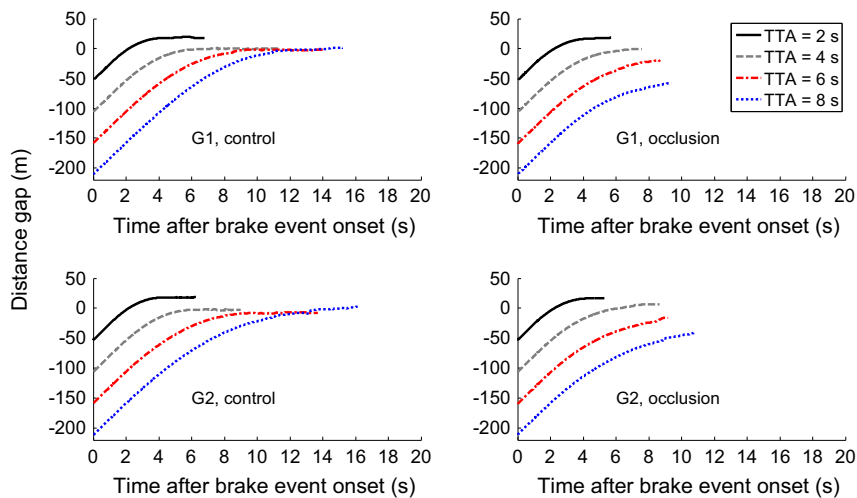 50
0
-50
-100
-150
-200
G1, control
0 2 4 6 8 10 12 14 16 18 20
Time after brake event onset (s)
50
0
-50
-100
-150
-200
G1, occlusion
0 2 4 6 8 10 12 14 16 18 20
Time after brake event onset (s)
TTA = 2 s
TTA = 4 s
TTA = 6 s
TTA = 8 s
Distance gap (m)
50
0
-50
-100
-150
-200
G2, control
0 2 4 6 8 10 12 14 16 18 20
Time after brake event onset (s)
50
0
-50
-100
-150
-200
G2, occlusion
0 2 4 6 8 10 12 14 16 18 20
Time after brake event onset (s)